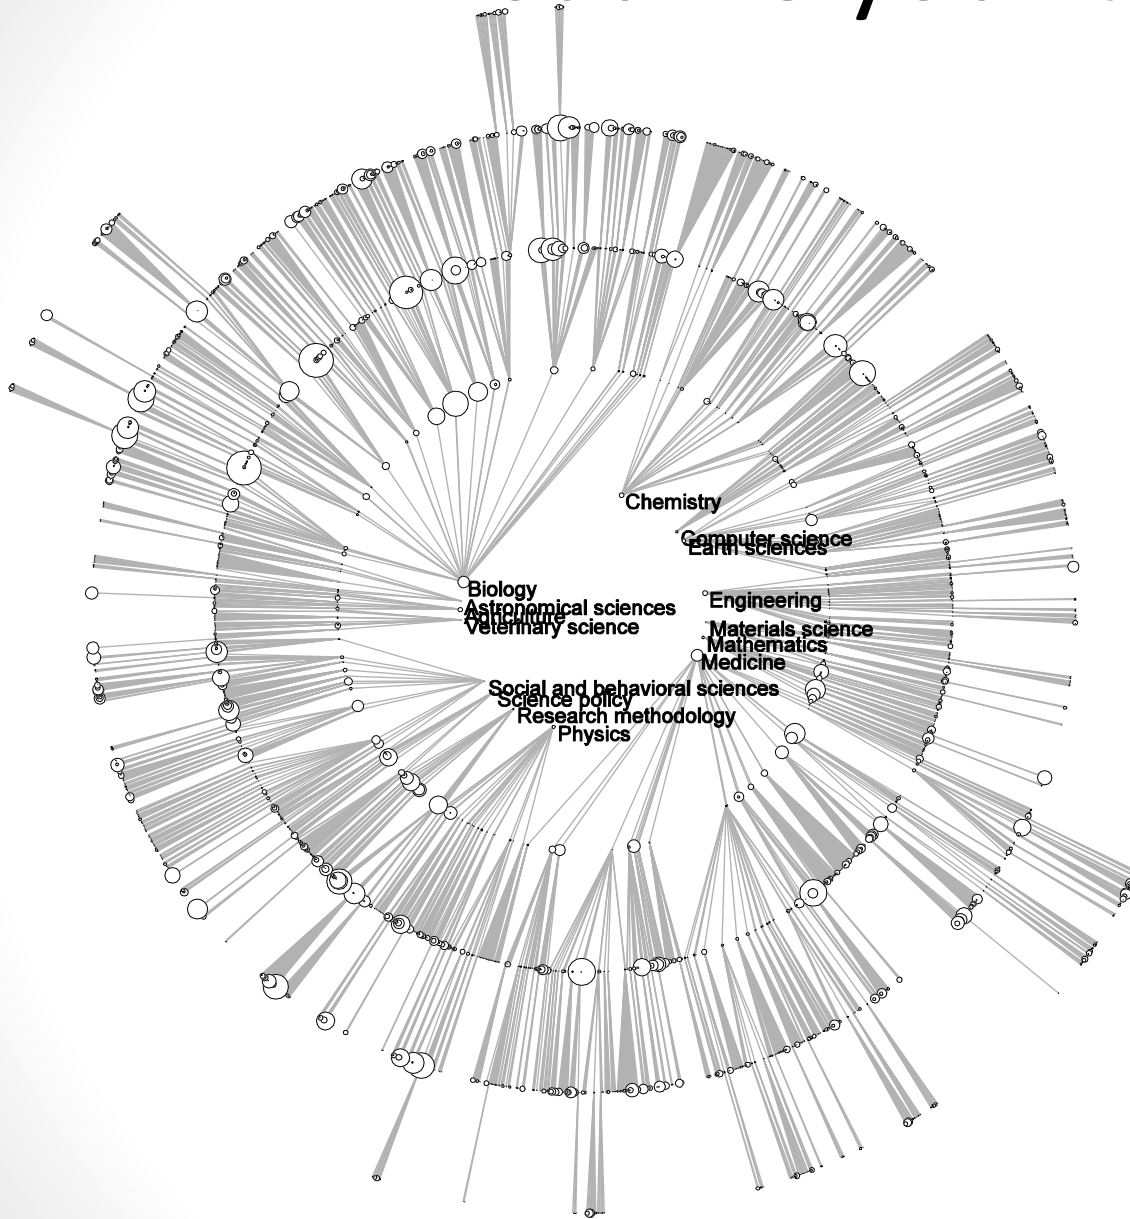 Chemistry
Computer science
Earth sciences
Biology
Engineering
Astronomical sciences
Agriculture
Veterinary science
Materials science
Mathematics
Medicine
Social and behavioral sciences
Science policy
Research methodology
Physics